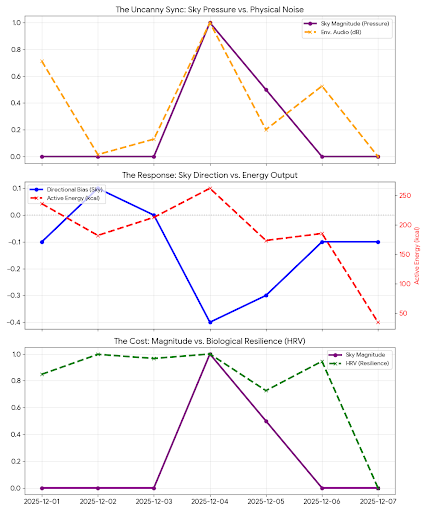 The Uncanny Sync: Sky Pressure vs. Physical Noise
1.0
0.8
0.6
0.4
0.2
0.0
Sky Magnitude (Pressure)
Env. Audio (dB)
The Response: Sky Direction vs. Energy Output
0.1
0.0
-0.1
-0.2
-0.3
-0.4
Directional Bias (Sky)
Active Energy (kcal)
250
200
150
100
50
Active Energy (kcal)
The Cost: Magnitude vs. Biological Resilience (HRV)
1.0
0.8
0.6
0.4
0.2
0.0
Sky Magnitude
HRV (Resilience)
2025-12-01 2025-12-02 2025-12-03 2025-12-04 2025-12-05 2025-12-06 2025-12-07